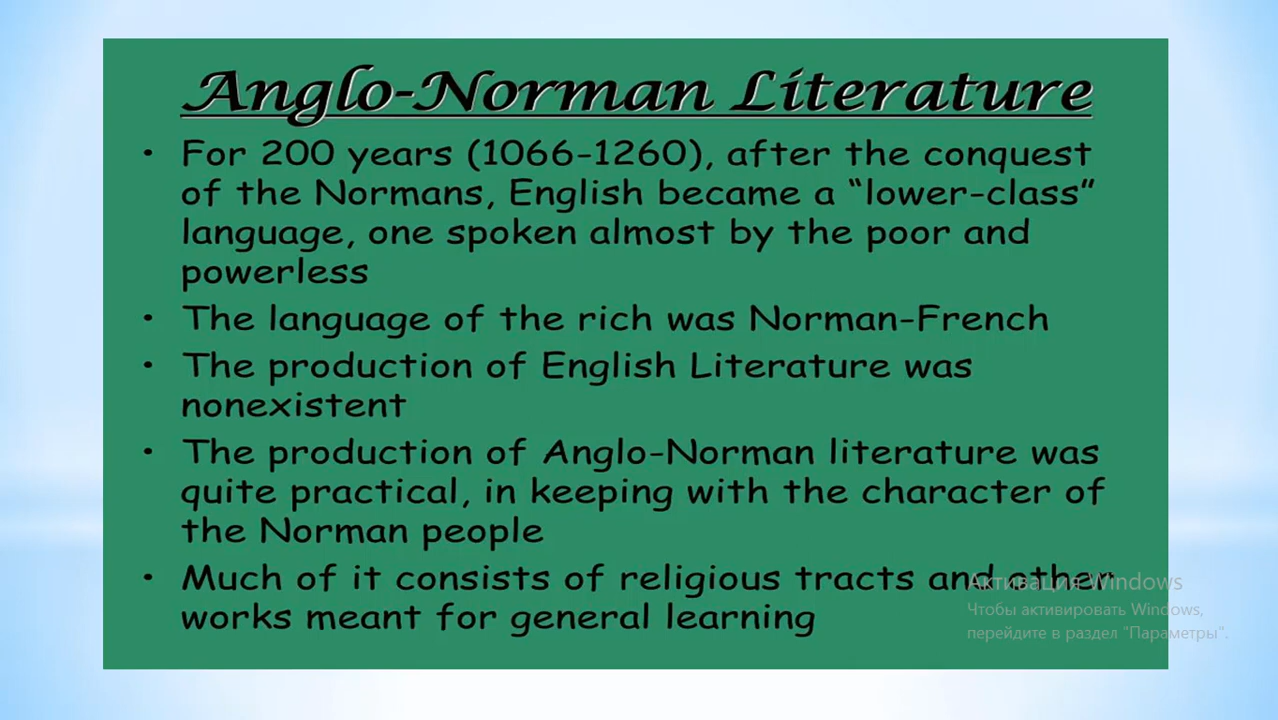 Anglo-Norman Literature
• For 200 years (1066-1260), after the conquest
of the Normans, English became a “lower-class”
language, one spoken almost by the poor and
powerless
• The language of the rich was Norman-French
• The production of English Literature was
nonexistent
• The production of Anglo-Norman literature was
quite practical, in keeping with the character of
the Norman people
• Much of it consists of religious tracts and other
works meant for general learning
Активация Windows
Чтобы активировать Windows,
перейдите в раздел "Параметры".